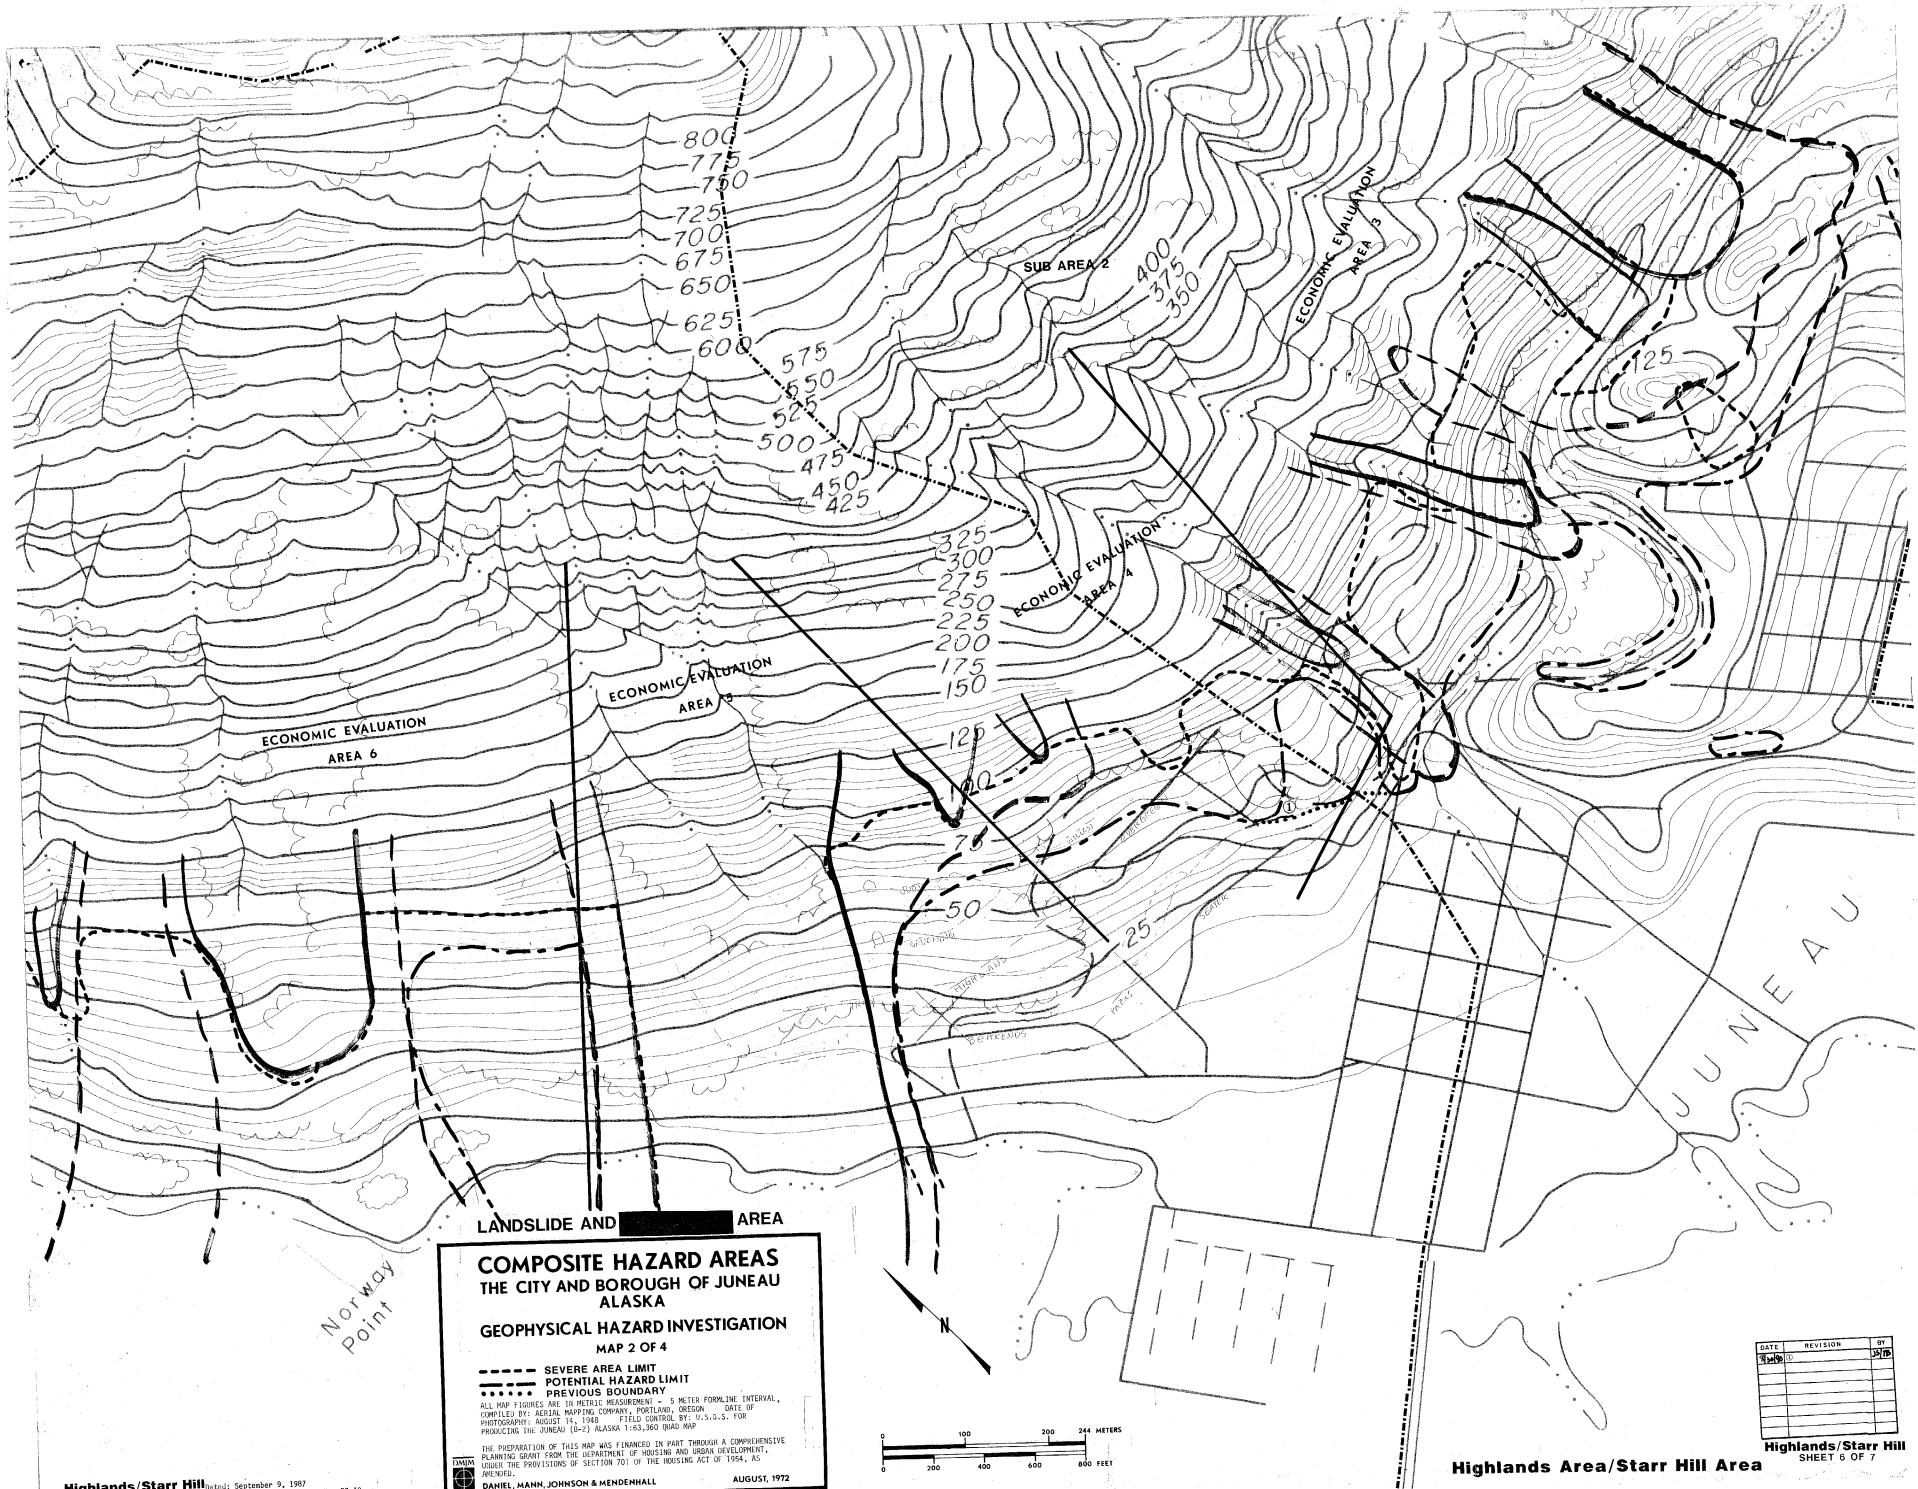 800
775
750
725
700
675
650
625
600
575
550
525
500
475
450
425
SUB AREA 2
400
375
350
ECONOMIC EVALUATION
AREA 3
125
325
300
275
250
225
200
175
150
ECONOMIC EVALUATION
AREA 4
ECONOMIC EVALUATION
AREA 5
ECONOMIC EVALUATION
AREA 6
125
100
75
50
25
1
HIGHLAND
BEHRENDS
JUNEAU
Norway
Point
LANDSLIDE AND AREA
COMPOSITE HAZARD AREAS
THE CITY AND BOROUGH OF JUNEAU
ALASKA
GEOPHYSICAL HAZARD INVESTIGATION
MAP 2 OF 4
SEVERE AREA LIMIT
POTENTIAL HAZARD LIMIT
PREVIOUS BOUNDARY
ALL MAP FIGURES ARE IN METRIC MEASUREMENT - 5 METER FORMLINE INTERVAL,
COMPILED BY: AERIAL MAPPING COMPANY, PORTLAND, OREGON DATE OF
PHOTOGRAPHY: AUGUST 14, 1948 FIELD CONTROL BY: U.S.G.S. FOR
PRODUCING THE JUNEAU (B-2) ALASKA 1:63,360 QUAD MAP
THE PREPARATION OF THIS MAP WAS FINANCED IN PART THROUGH A COMPREHENSIVE
PLANNING GRANT FROM THE DEPARTMENT OF HOUSING AND URBAN DEVELOPMENT,
UNDER THE PROVISIONS OF SECTION 701 OF THE HOUSING ACT OF 1954, AS
AMENDED.
DMJM
DANIEL, MANN, JOHNSON & MENDENHALL AUGUST, 1972
N
0 100 200 244 METERS
0 200 400 600 800 FEET
DATE REVISION BY
1
Highlands/Starr Hill
SHEET 6 OF 7
Highlands Area/Starr Hill Area
Highlands/Starr Hill Dated: September 9, 1987